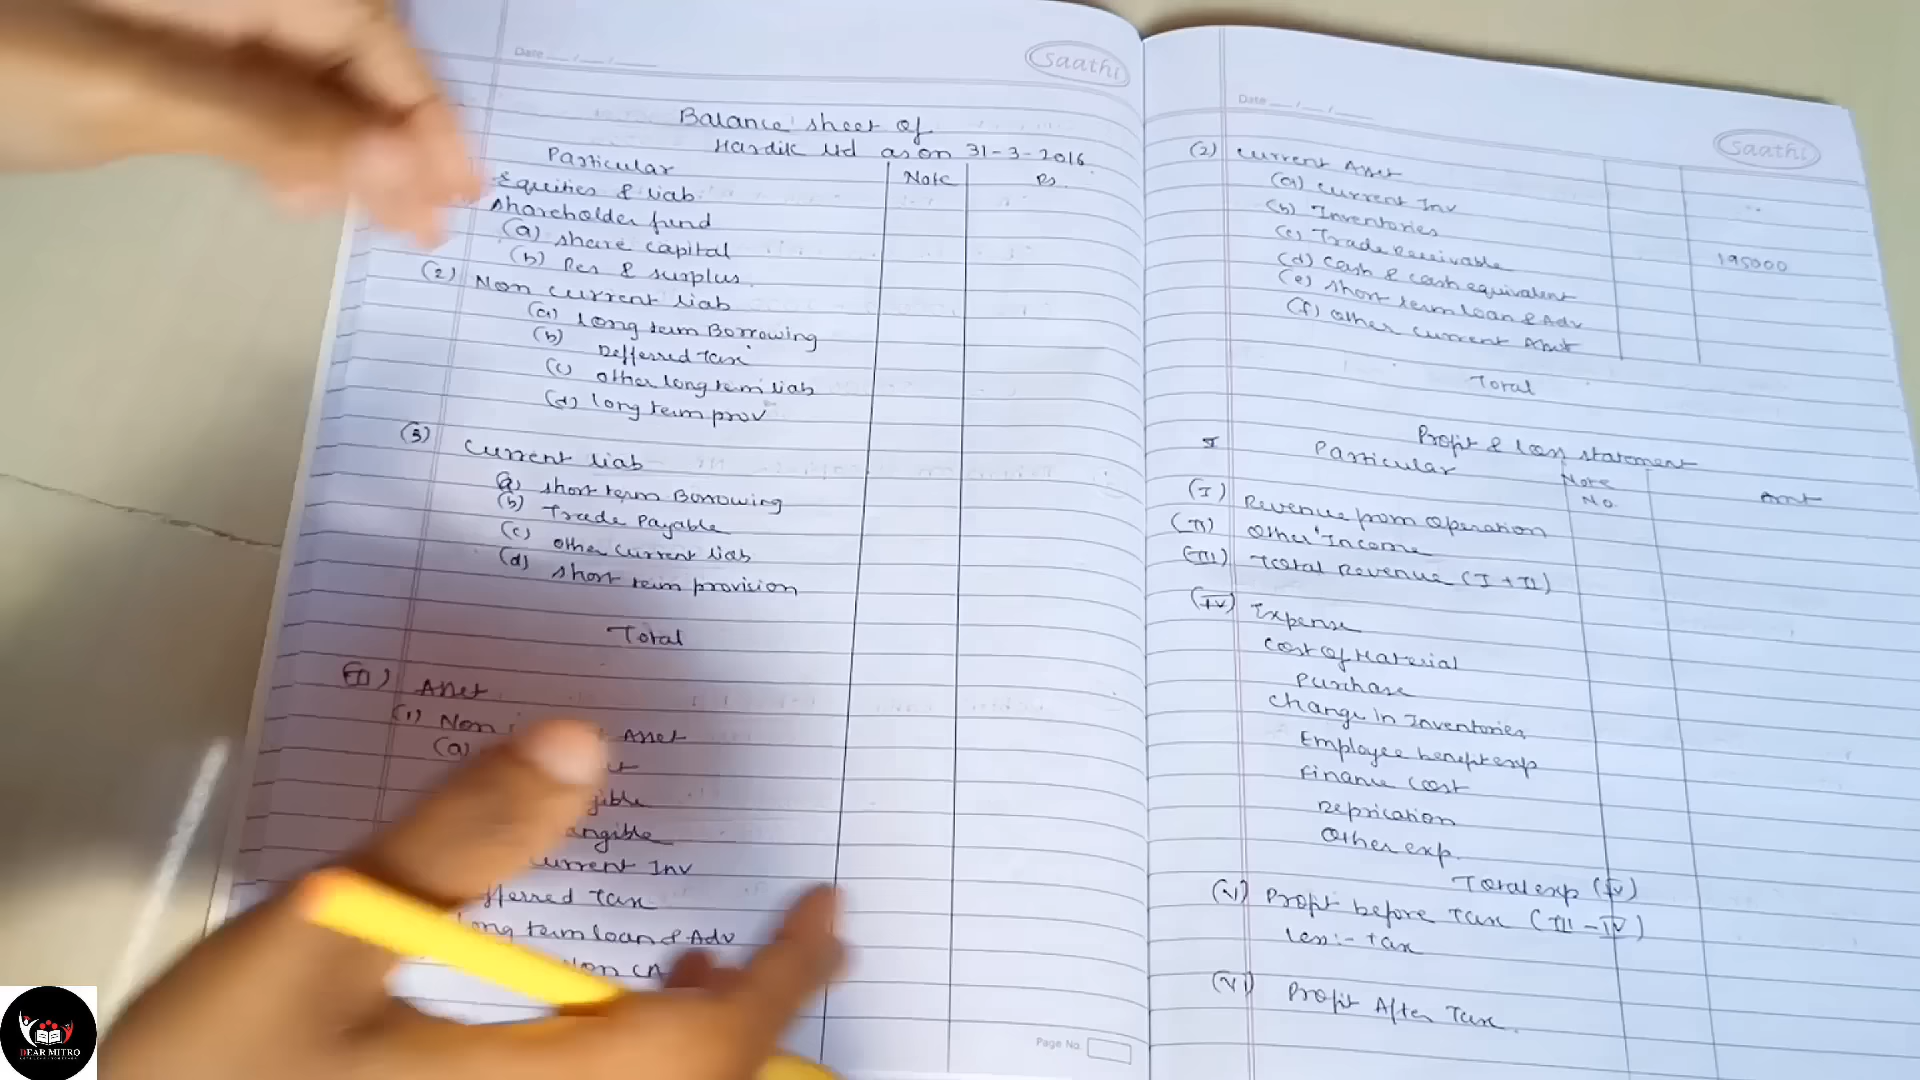 Date
saathi
Balance sheet of
Hardik Ltd as on 31-3-2016
Particular Note Rs.
Equities & liab
shareholder fund
(a) share capital
(b) Res & surplus.
(2) Non current liab
(a) long term Borrowing
(b) Defferred Tax
(c) other long term liab
(d) long term prov
(3) Current liab
(a) short term Borrowing
(b) Trade Payable
(c) other current liab
(d) short term provision
Total
(II) Asset
(1) Non Asset
(a)
current Inv
Tax
term loan & Adv
CA
Page No.
Date
saathi
(2) current Asset
(a) current Inv
(b) Inventories
(c) Trade Receivable 195000
(d) cash & cash equivalent
(e) short term loan & Adv
(f) other current Asset
Total
Profit & loss statement
Particular Note No. Amt
(I) Revenue from operation
(II) Other Income
(III) Total Revenue (I + II)
(IV) Expense
Cost of Material
Purchase
Change in Inventories
Employee benefit exp
Finance cost
Deprication
Other exp.
Total exp (IV)
(V) Profit before Tax (III - IV)
Less:- Tax
(VI) Profit After Tax.
DEAR MITRO